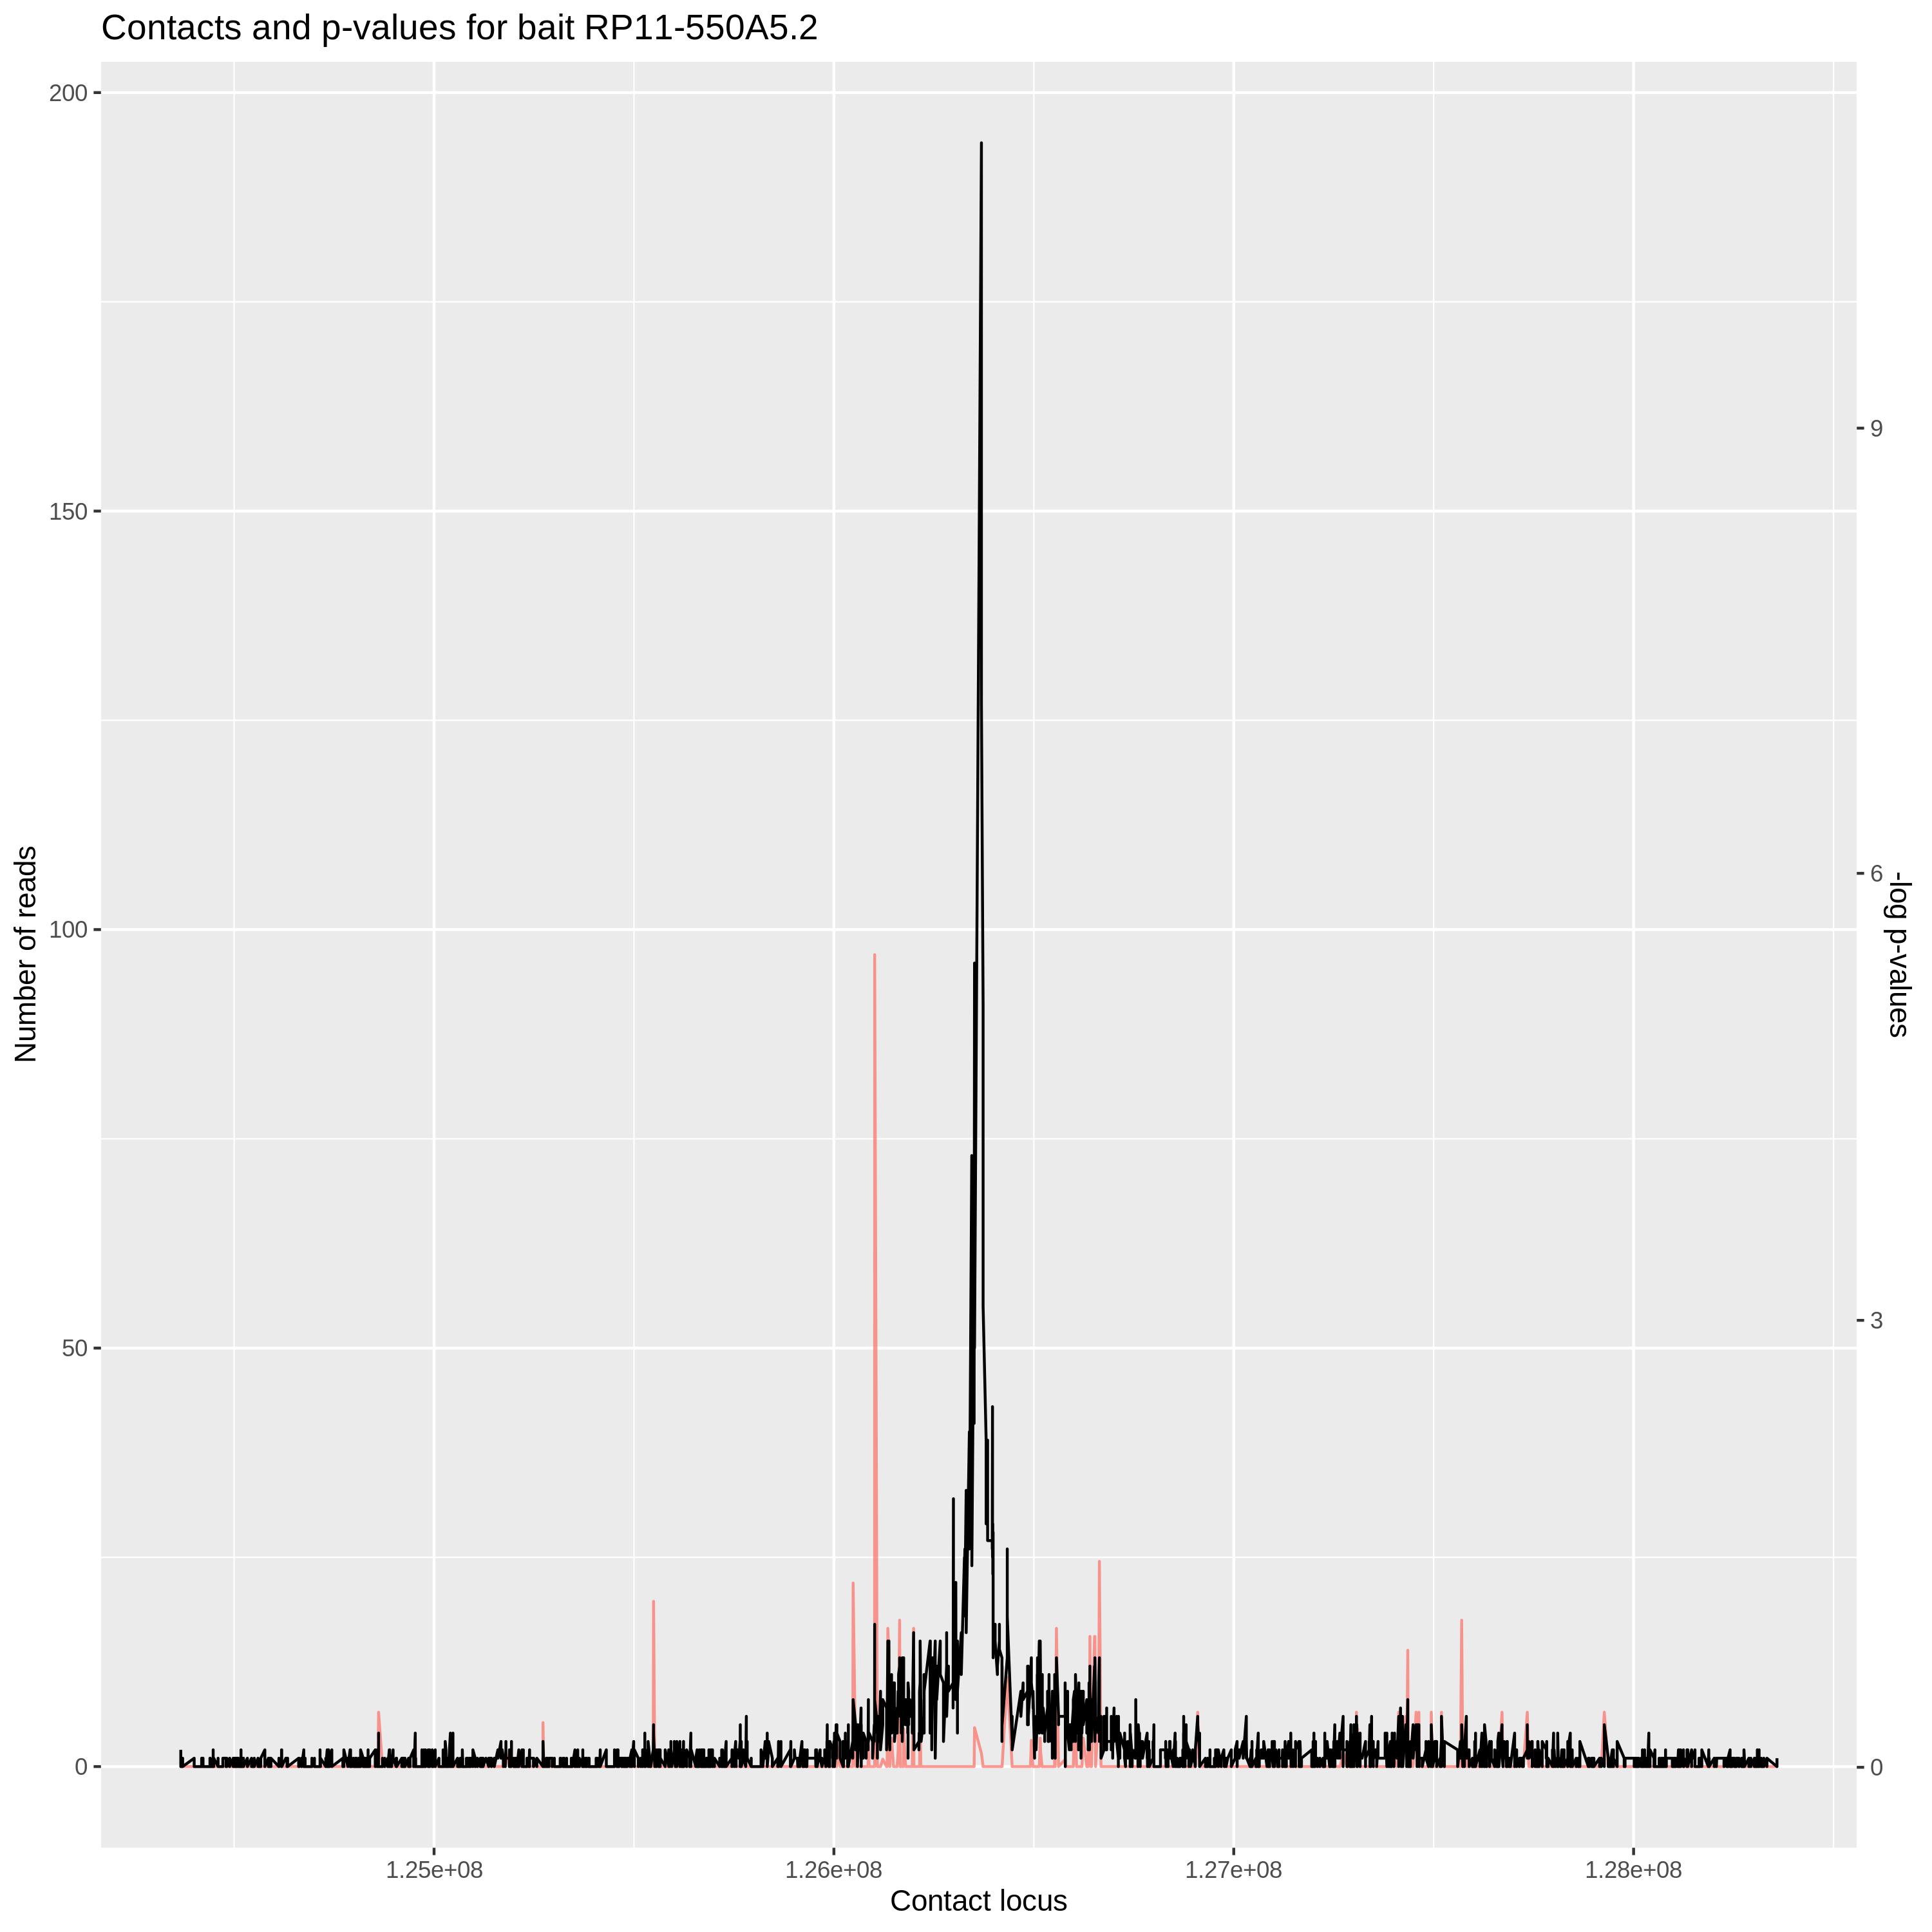 Contacts and p-values for bait RP11-550A5.2
200
150
100
50
0
Number of reads
9
6
3
0
-log p-values
1.25e+08
1.26e+08
1.27e+08
1.28e+08
Contact locus